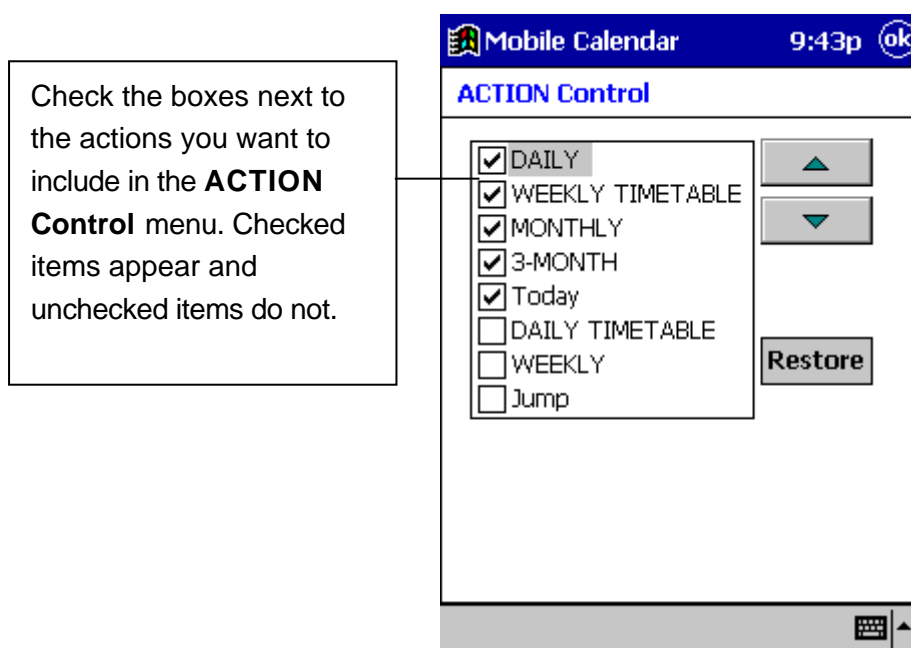 Check the boxes next to
the actions you want to
include in the ACTION
Control menu. Checked
items appear and
unchecked items do not.
Mobile Calendar 9:43p ok
ACTION Control
DAILY
WEEKLY TIMETABLE
MONTHLY
3-MONTH
Today
DAILY TIMETABLE
WEEKLY
Jump
Restore